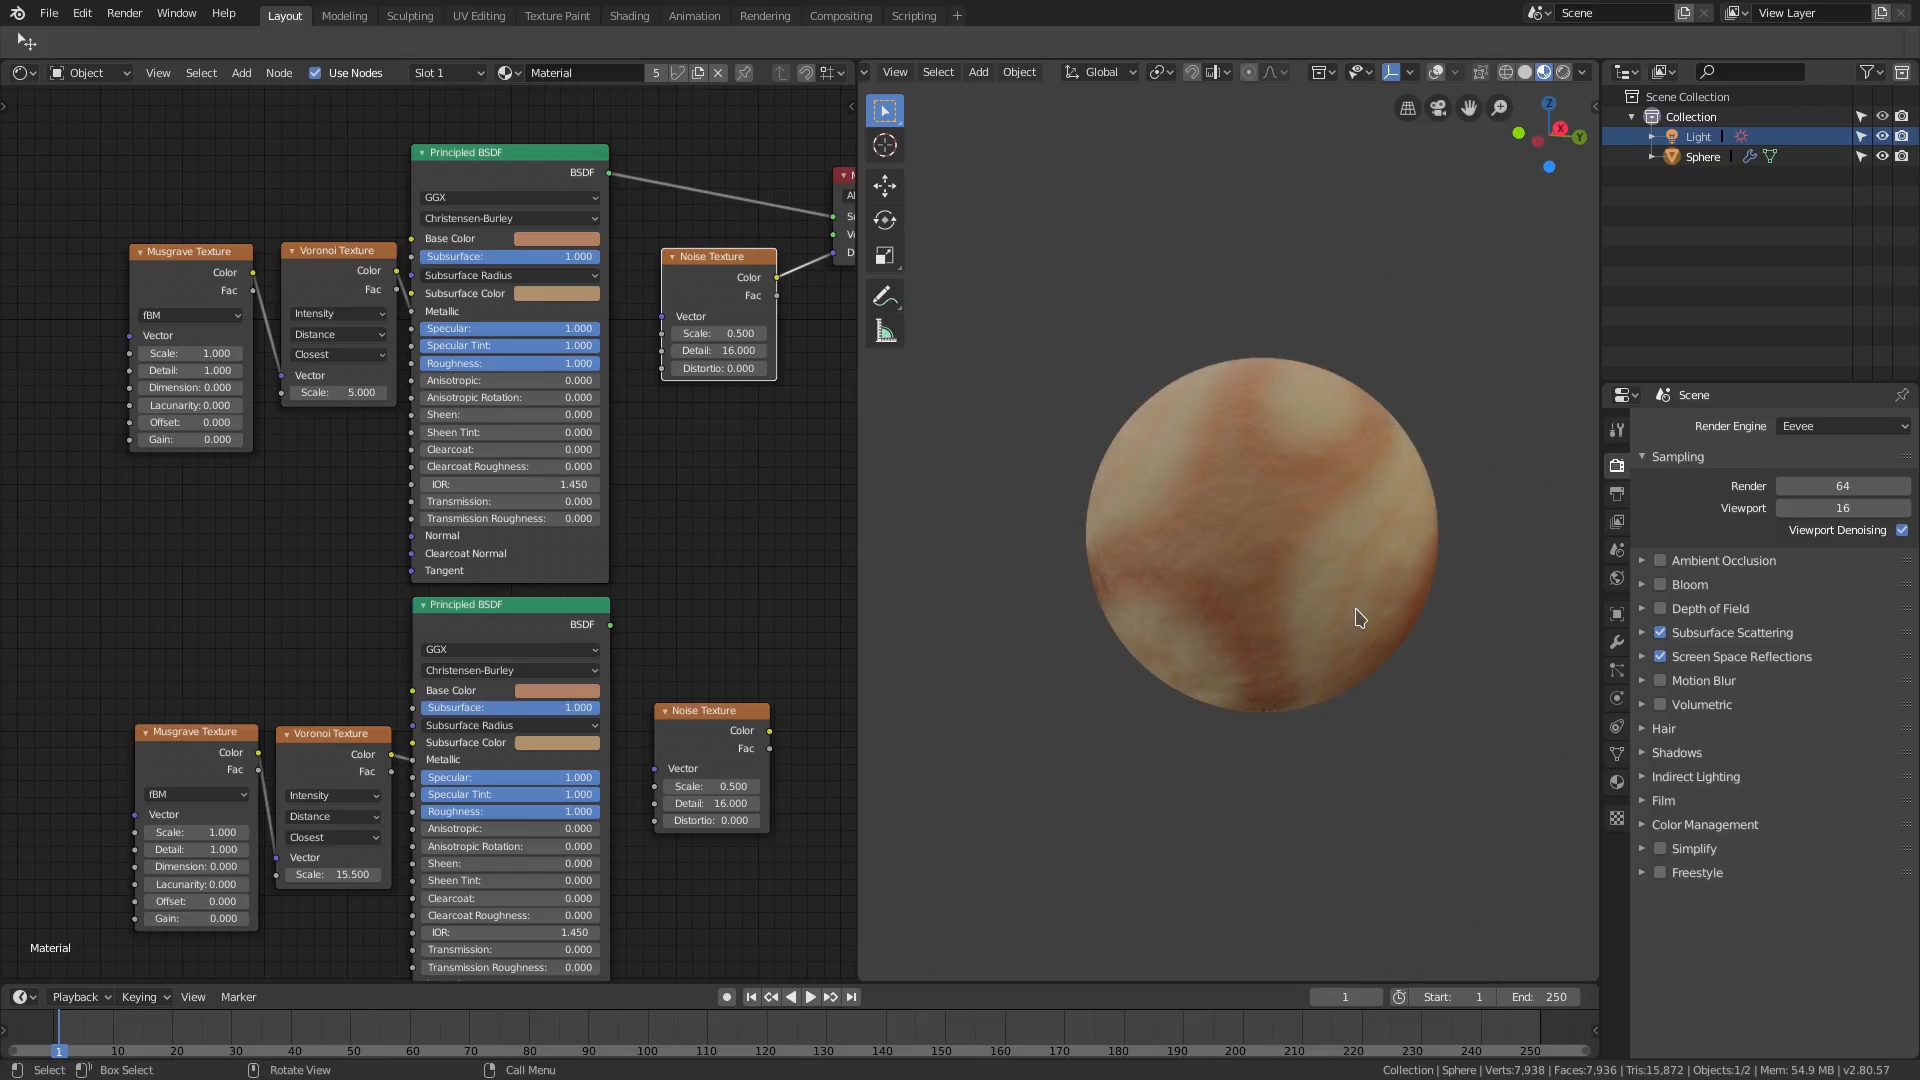 File Edit Render Window Help Layout Modeling Sculpting UV Editing Texture Paint Shading Animation Rendering Compositing Scripting + Scene View Layer
Object View Select Add Node Use Nodes Slot 1 Material 5
View Select Add Object Global
Scene Collection
Collection
Light
Sphere
Z
X
Y
Principled BSDF
BSDF
GGX
Christensen-Burley
Base Color
Subsurface: 1.000
Subsurface Radius
Subsurface Color
Metallic
Specular: 1.000
Specular Tint: 1.000
Roughness: 1.000
Anisotropic: 0.000
Anisotropic Rotation: 0.000
Sheen: 0.000
Sheen Tint: 0.000
Clearcoat: 0.000
Clearcoat Roughness: 0.000
IOR: 1.450
Transmission: 0.000
Transmission Roughness: 0.000
Normal
Clearcoat Normal
Tangent
Musgrave Texture
Color
Fac
fBM
Vector
Scale: 1.000
Detail: 1.000
Dimension: 0.000
Lacunarity: 0.000
Offset: 0.000
Gain: 0.000
Voronoi Texture
Color
Fac
Intensity
Distance
Closest
Vector
Scale: 5.000
Noise Texture
Color
Fac
Vector
Scale: 0.500
Detail: 16.000
Distortio: 0.000
M
Al
Su
Vo
D
Principled BSDF
BSDF
GGX
Christensen-Burley
Base Color
Subsurface: 1.000
Subsurface Radius
Subsurface Color
Metallic
Specular: 1.000
Specular Tint: 1.000
Roughness: 1.000
Anisotropic: 0.000
Anisotropic Rotation: 0.000
Sheen: 0.000
Sheen Tint: 0.000
Clearcoat: 0.000
Clearcoat Roughness: 0.000
IOR: 1.450
Transmission: 0.000
Transmission Roughness: 0.000
Musgrave Texture
Color
Fac
fBM
Vector
Scale: 1.000
Detail: 1.000
Dimension: 0.000
Lacunarity: 0.000
Offset: 0.000
Gain: 0.000
Voronoi Texture
Color
Fac
Intensity
Distance
Closest
Vector
Scale: 15.500
Noise Texture
Color
Fac
Vector
Scale: 0.500
Detail: 16.000
Distortio: 0.000
Material
Scene
Render Engine Eevee
Sampling
Render 64
Viewport 16
Viewport Denoising
Ambient Occlusion
Bloom
Depth of Field
Subsurface Scattering
Screen Space Reflections
Motion Blur
Volumetric
Hair
Shadows
Indirect Lighting
Film
Color Management
Simplify
Freestyle
Playback Keying View Marker 1 Start: 1 End: 250
1 10 20 30 40 50 60 70 80 90 100 110 120 130 140 150 160 170 180 190 200 210 220 230 240 250
Select Box Select Rotate View Call Menu Collection | Sphere | Verts:7,938 | Faces:7,936 | Tris:15,872 | Objects:1/2 | Mem: 54.9 MB | v2.80.57